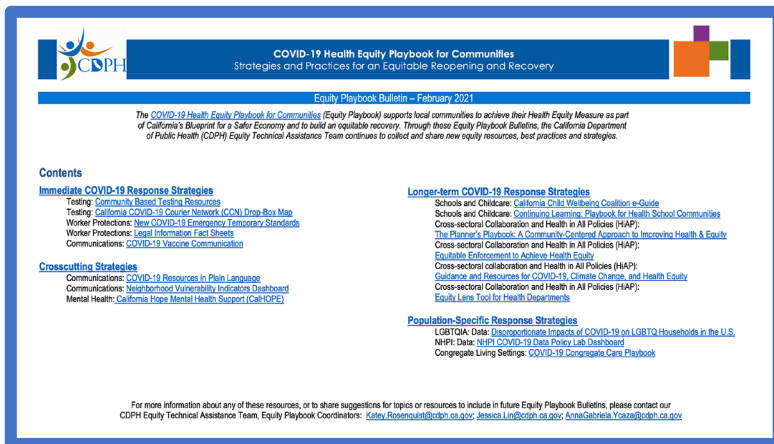 CDPH
COVID-19 Health Equity Playbook for Communities
Strategies and Practices for an Equitable Reopening and Recovery
Equity Playbook Bulletin – February 2021
The COVID-19 Health Equity Playbook for Communities (Equity Playbook) supports local communities to achieve their Health Equity Measure as part
of California's Blueprint for a Safer Economy and to build an equitable recovery. Through these Equity Playbook Bulletins, the California Department
of Public Health (CDPH) Equity Technical Assistance Team continues to collect and share new equity resources, best practices and strategies.
Contents
Immediate COVID-19 Response Strategies
Testing: Community Based Testing Resources
Testing: California COVID-19 Courier Network (CCN) Drop-Box Map
Worker Protections: New COVID-19 Emergency Temporary Standards
Worker Protections: Legal Information Fact Sheets
Communications: COVID-19 Vaccine Communication
Crosscutting Strategies
Communications: COVID-19 Resources in Plain Language
Communications: Neighborhood Vulnerability Indicators Dashboard
Mental Health: California Hope Mental Health Support (CalHOPE)
Longer-term COVID-19 Response Strategies
Schools and Childcare: California Child Wellbeing Coalition e-Guide
Schools and Childcare: Continuing Learning: Playbook for Health School Communities
Cross-sectoral Collaboration and Health in All Policies (HiAP):
The Planner's Playbook: A Community-Centered Approach to Improving Health & Equity
Cross-sectoral Collaboration and Health in All Policies (HiAP):
Equitable Enforcement to Achieve Health Equity
Cross-sectoral collaboration and Health in All Policies (HiAP):
Guidance and Resources for COVID-19, Climate Change, and Health Equity
Cross-sectoral Collaboration and Health in All Policies (HiAP):
Equity Lens Tool for Health Departments
Population-Specific Response Strategies
LGBTQIA: Data: Disproportionate Impacts of COVID-19 on LGBTQ Households in the U.S.
NHPI: Data: NHPI COVID-19 Data Policy Lab Dashboard
Congregate Living Settings: COVID-19 Congregate Care Playbook
For more information about any of these resources, or to share suggestions for topics or resources to include in future Equity Playbook Bulletins, please contact our
CDPH Equity Technical Assistance Team, Equity Playbook Coordinators: Katey.Rosenquist@cdph.ca.gov; Jessica.Lin@cdph.ca.gov; AnnaGabriela.Ycaza@cdph.ca.gov